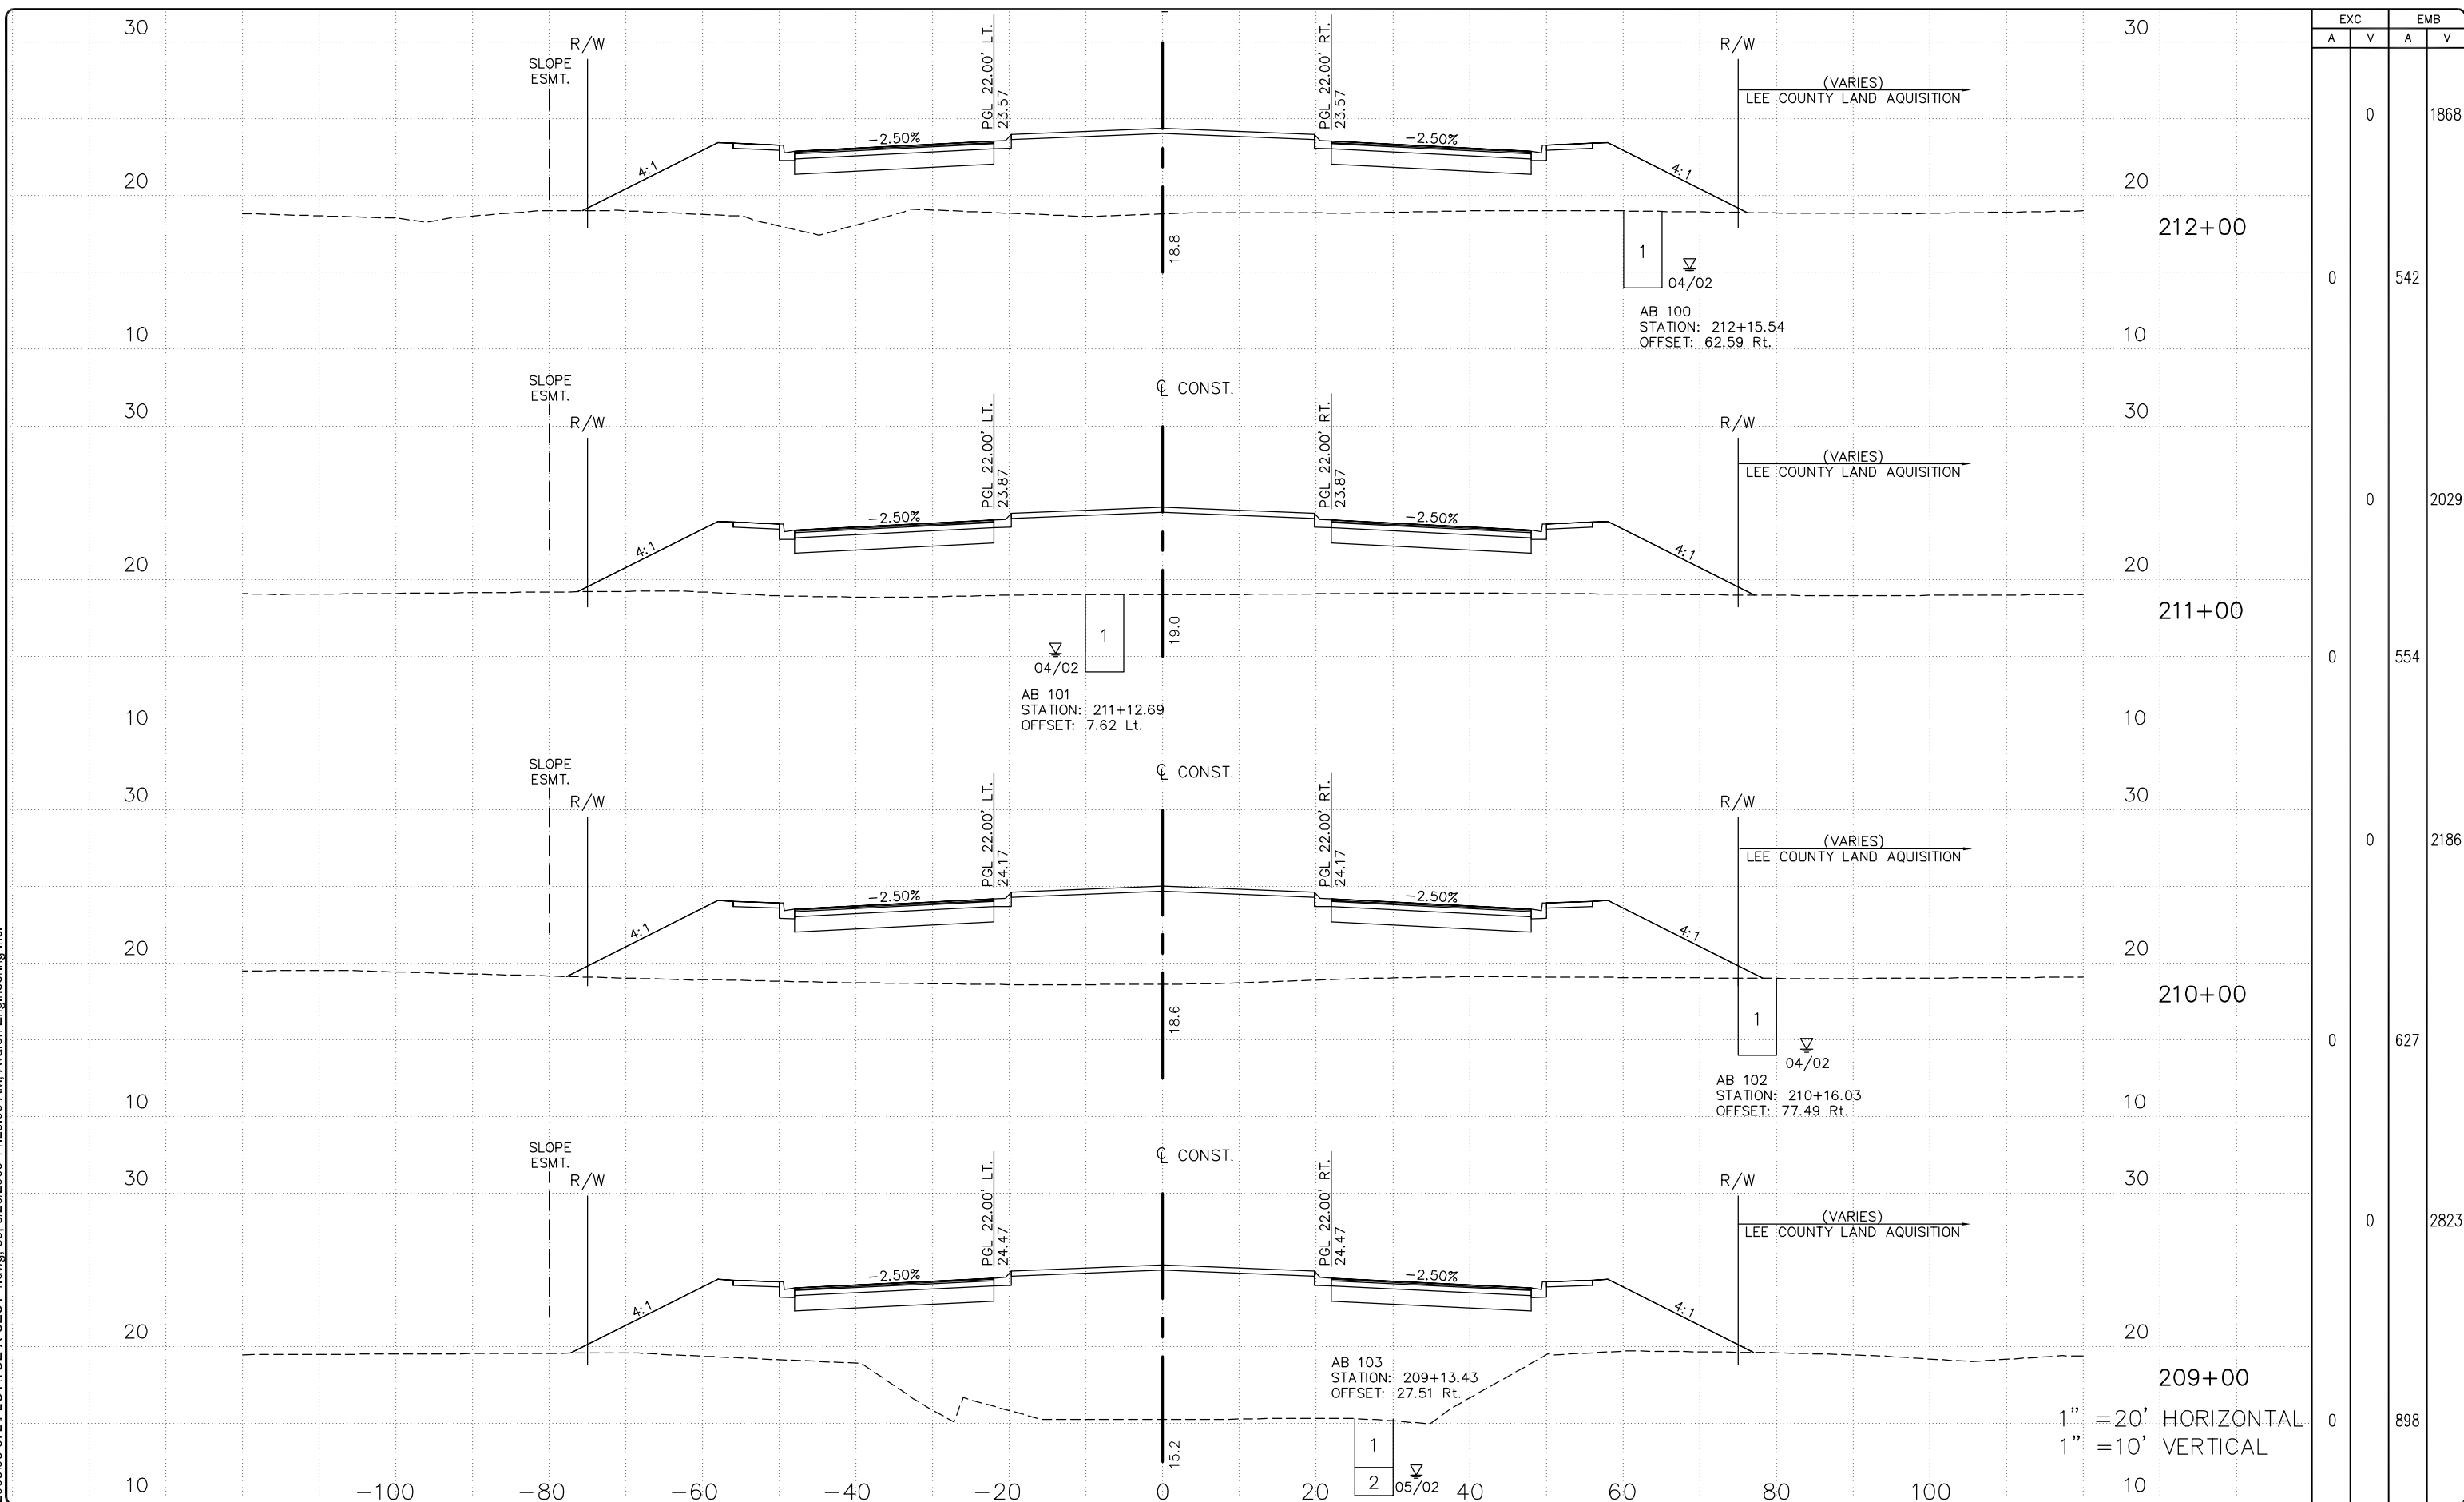 EXC EMB
A V A V
30 30
R/W R/W
SLOPE
ESMT.
PGL 22.00' LT.
23.57
PGL 22.00' RT.
23.57
(VARIES)
LEE COUNTY LAND AQUISITION
0 1868
-2.50% -2.50%
4:1 4:1
20 20
212+00
18.8
1
04/02
0 542
AB 100
STATION: 212+15.54
OFFSET: 62.59 Rt.
10 10
SLOPE
ESMT.
℄ CONST.
30 30
R/W R/W
PGL 22.00' LT.
23.87
PGL 22.00' RT.
23.87
(VARIES)
LEE COUNTY LAND AQUISITION
0 2029
-2.50% -2.50%
4:1 4:1
20 20
211+00
19.0
1
04/02
0 554
AB 101
STATION: 211+12.69
OFFSET: 7.62 Lt.
10 10
SLOPE
ESMT.
℄ CONST.
30 30
R/W R/W
PGL 22.00' LT.
24.17
PGL 22.00' RT.
24.17
(VARIES)
LEE COUNTY LAND AQUISITION
0 2186
-2.50% -2.50%
4:1 4:1
20 20
210+00
18.6
1
04/02
0 627
AB 102
STATION: 210+16.03
OFFSET: 77.49 Rt.
10 10
SLOPE
ESMT.
℄ CONST.
30 30
R/W R/W
PGL 22.00' LT.
24.47
PGL 22.00' RT.
24.47
(VARIES)
LEE COUNTY LAND AQUISITION
0 2823
-2.50% -2.50%
4:1 4:1
20 20
AB 103
STATION: 209+13.43
OFFSET: 27.51 Rt.
209+00
1" =20' HORIZONTAL
1" =10' VERTICAL
0 898
15.2
1
2
05/02
10 -100 -80 -60 -40 -20 0 20 40 60 80 100 10